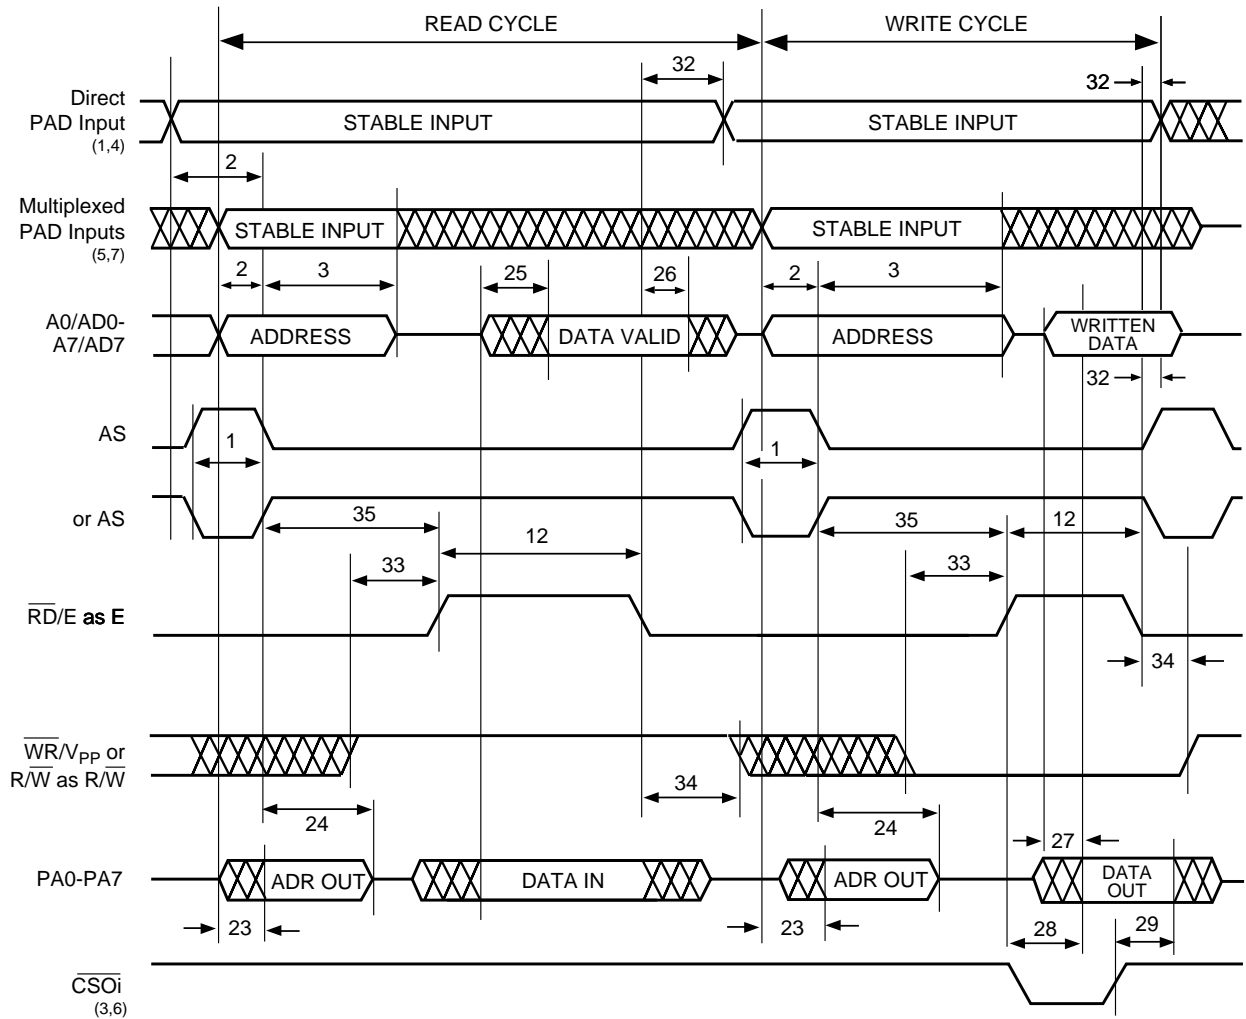 READ CYCLE WRITE CYCLE
32 32
Direct
PAD Input
(1,4)
STABLE INPUT STABLE INPUT
2
Multiplexed
PAD Inputs
(5,7)
STABLE INPUT STABLE INPUT
2 3 25 26 2 3
A0/AD0-
A7/AD7
ADDRESS DATA VALID ADDRESS WRITTEN
DATA
32
AS
1 1
or AS
35 12 35 12
33 33
R̅D̅/E as E
34
W̅R̅/VPP or
R/W̅ as R/W̅
34
24 24
27
PA0-PA7
ADR OUT DATA IN ADR OUT DATA
OUT
23 23 28 29
C̅S̅O̅i̅
(3,6)